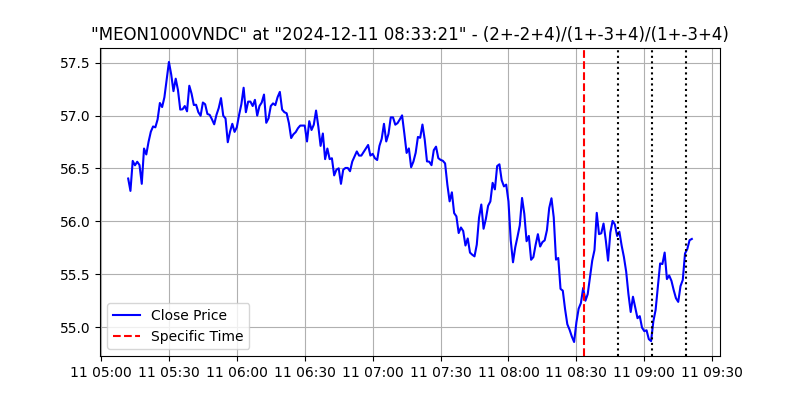 "MEON1000VNDC" at "2024-12-11 08:33:21" - (2+-2+4)/(1+-3+4)/(1+-3+4)
57.5
57.0
56.5
56.0
55.5
55.0
Close Price
Specific Time
11 05:00 11 05:30 11 06:00 11 06:30 11 07:00 11 07:30 11 08:00 11 08:30 11 09:00 11 09:30